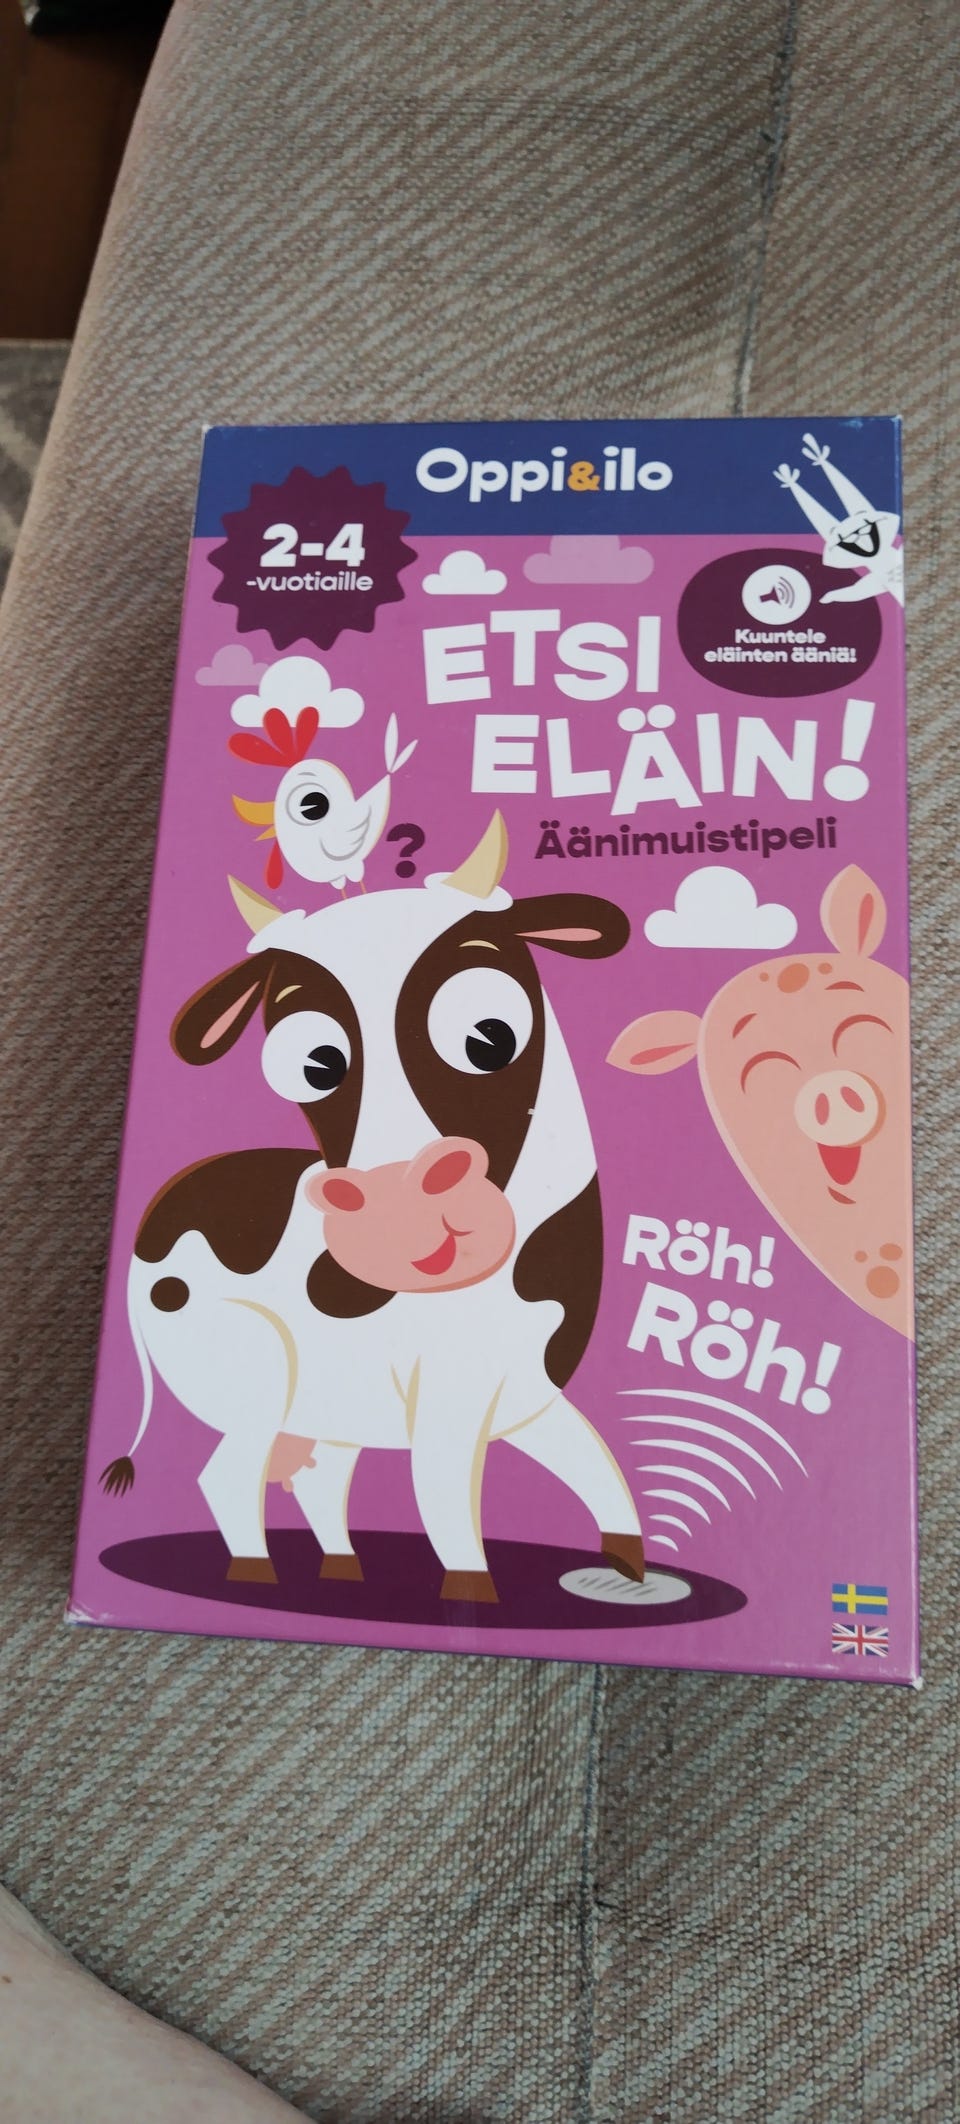 Oppi&ilo
2-4
-vuotiaille
Kuuntele
eläinten ääniä!
ETSI
ELÄIN!
Äänimuistipeli
?
Röh!
Röh!